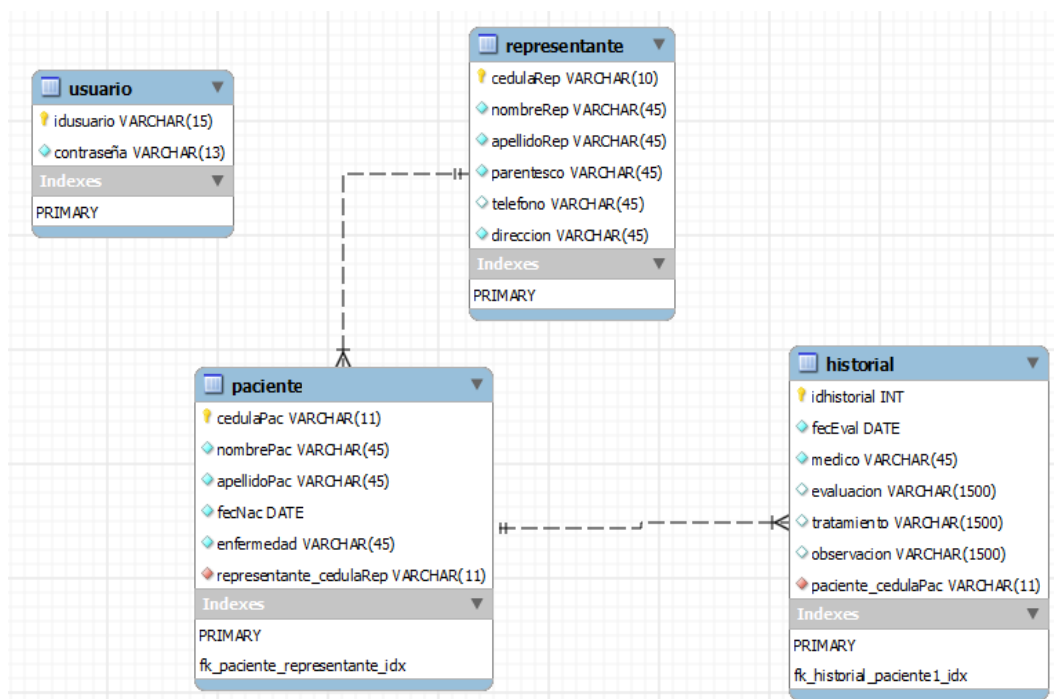 usuario
idusuario VARCHAR(15)
contraseña VARCHAR(13)
Indexes
PRIMARY
representante
cedulaRep VARCHAR(10)
nombreRep VARCHAR(45)
apellidoRep VARCHAR(45)
parentesco VARCHAR(45)
telefono VARCHAR(45)
direccion VARCHAR(45)
Indexes
PRIMARY
paciente
cedulaPac VARCHAR(11)
nombrePac VARCHAR(45)
apellidoPac VARCHAR(45)
fecNac DATE
enfermedad VARCHAR(45)
representante_cedulaRep VARCHAR(11)
Indexes
PRIMARY
fk_paciente_representante_idx
historial
idhistorial INT
fecEval DATE
medico VARCHAR(45)
evaluacion VARCHAR(1500)
tratamiento VARCHAR(1500)
observacion VARCHAR(1500)
paciente_cedulaPac VARCHAR(11)
Indexes
PRIMARY
fk_historial_paciente1_idx